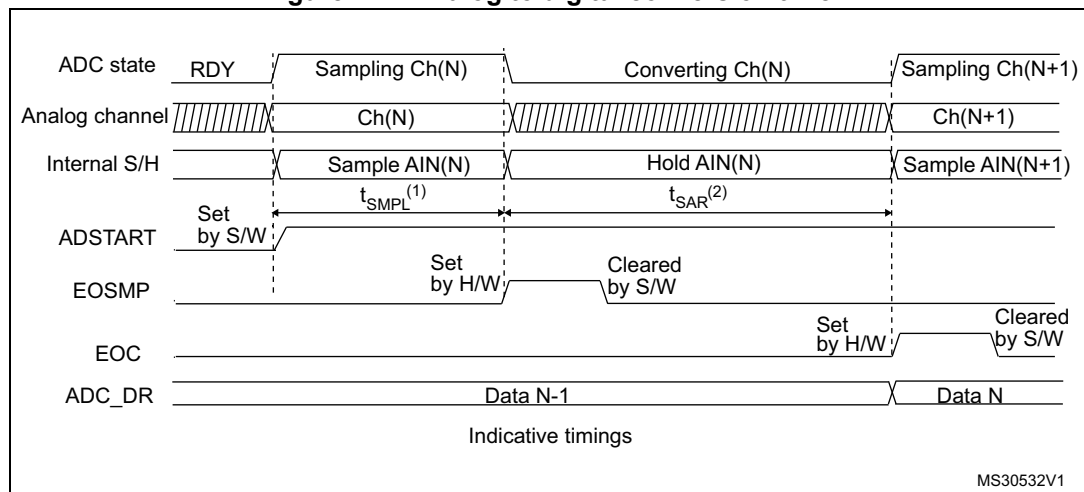 ADC state RDY Sampling Ch(N) Converting Ch(N) Sampling Ch(N+1)
Analog channel Ch(N) Ch(N+1)
Internal S/H Sample AIN(N) Hold AIN(N) Sample AIN(N+1)
tSMPL(1) tSAR(2)
Set
by S/W
ADSTART
Set
by H/W
Cleared
by S/W
EOSMP
Set
by H/W
Cleared
by S/W
EOC
ADC_DR Data N-1 Data N
Indicative timings
MS30532V1